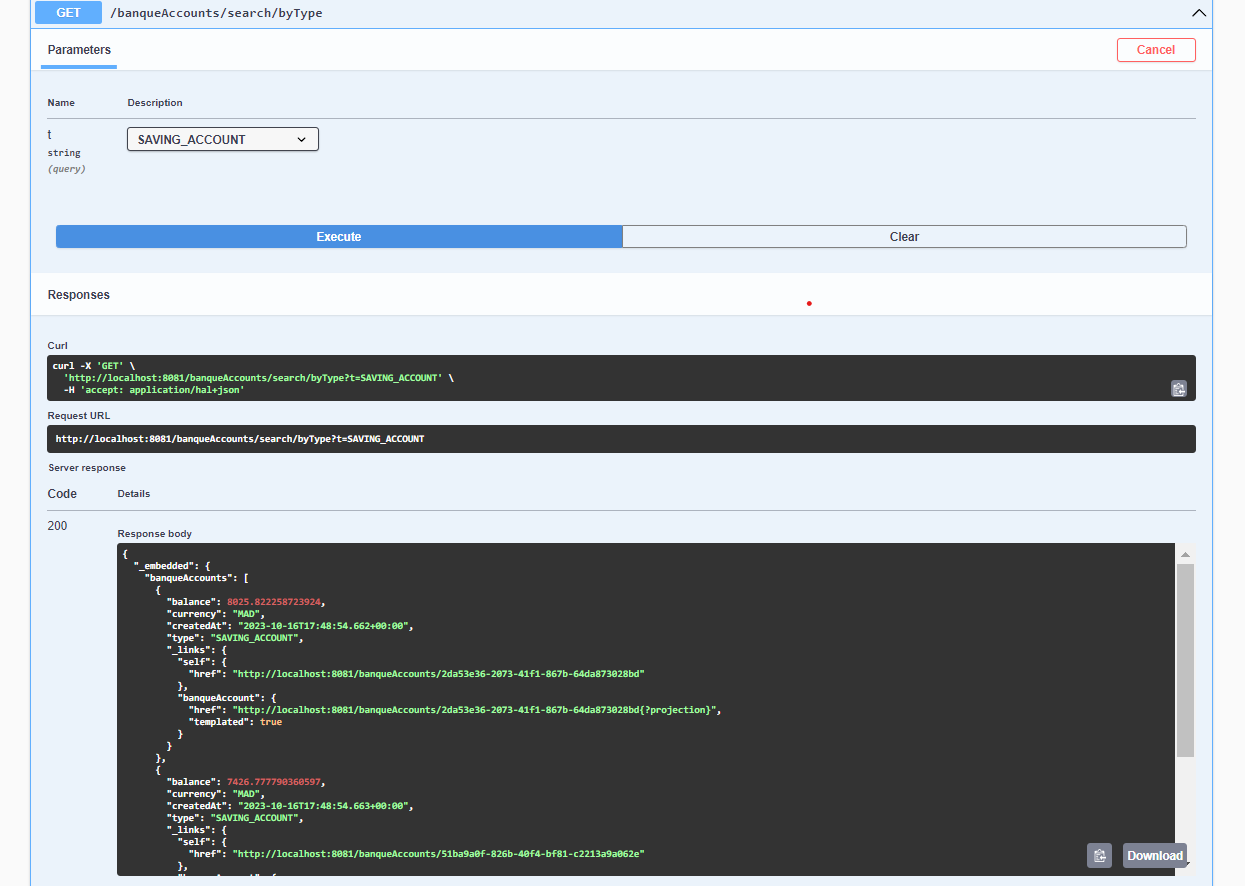 GET /banqueAccounts/search/byType
Parameters
Cancel
Name Description
t
string
(query)
SAVING_ACCOUNT
Execute Clear
Responses
Curl
curl -X 'GET' \
'http://localhost:8081/banqueAccounts/search/byType?t=SAVING_ACCOUNT' \
-H 'accept: application/hal+json'
Request URL
http://localhost:8081/banqueAccounts/search/byType?t=SAVING_ACCOUNT
Server response
Code Details
200
Response body
{
"_embedded": {
"banqueAccounts": [
{
"balance": 8025.822258723924,
"currency": "MAD",
"createdAt": "2023-10-16T17:48:54.662+00:00",
"type": "SAVING_ACCOUNT",
"_links": {
"self": {
"href": "http://localhost:8081/banqueAccounts/2da53e36-2073-41f1-867b-64da873028bd"
},
"banqueAccount": {
"href": "http://localhost:8081/banqueAccounts/2da53e36-2073-41f1-867b-64da873028bd{?projection}",
"templated": true
}
}
},
{
"balance": 7426.777790360597,
"currency": "MAD",
"createdAt": "2023-10-16T17:48:54.663+00:00",
"type": "SAVING_ACCOUNT",
"_links": {
"self": {
"href": "http://localhost:8081/banqueAccounts/51ba9a0f-826b-40f4-bf81-c2213a9a062e"
},
Download